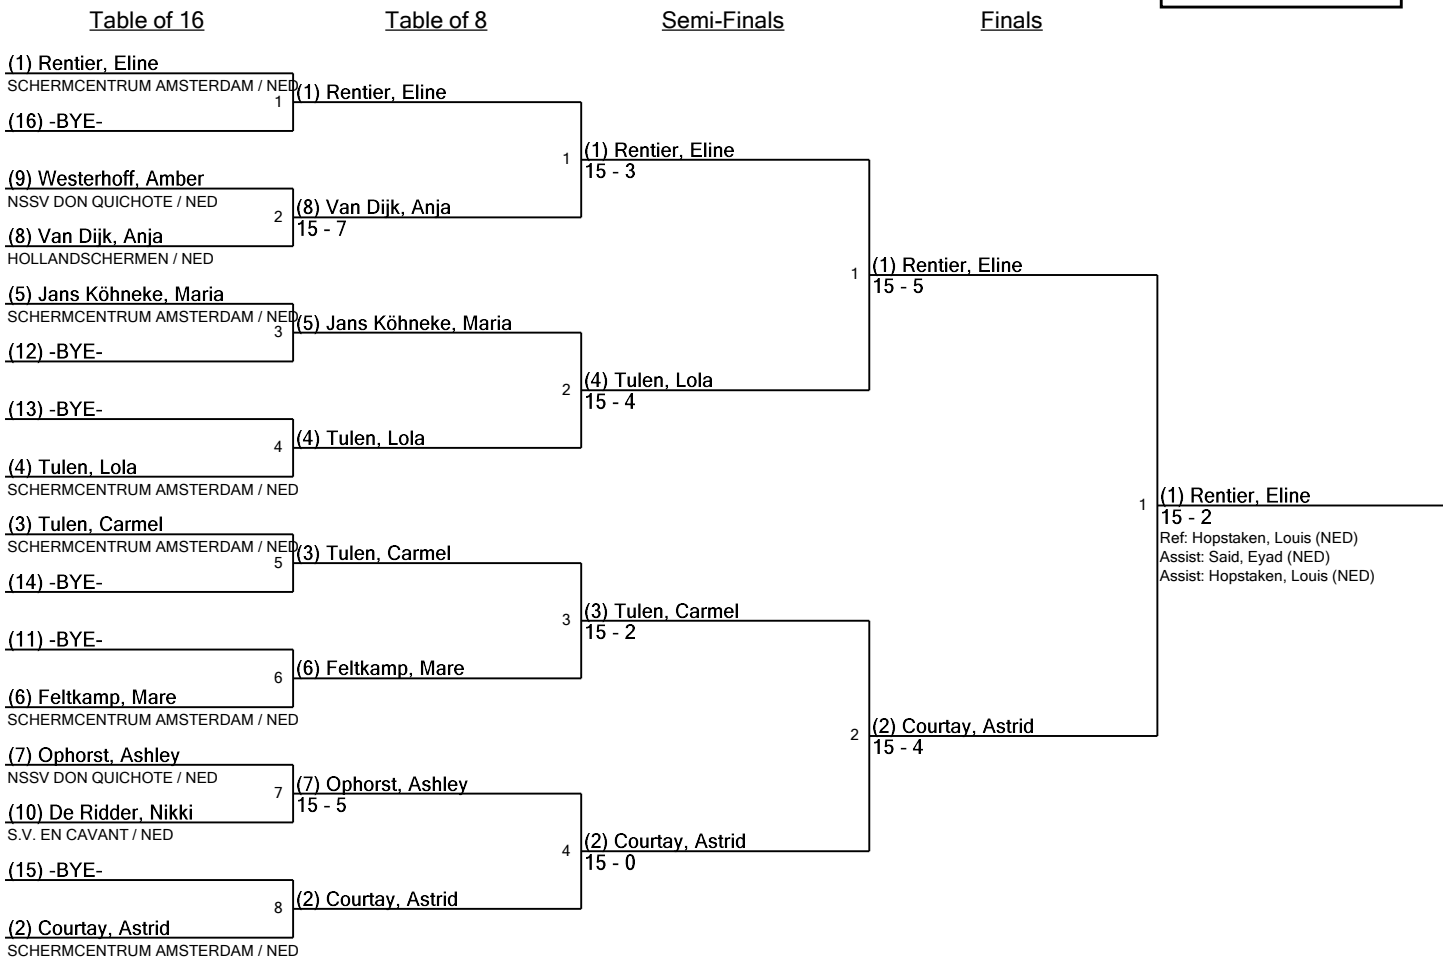 Table of 16
Table of 8
Semi-Finals
Finals
(1) Rentier, Eline
SCHERMCENTRUM AMSTERDAM / NED
1
(16) -BYE-
(9) Westerhoff, Amber
NSSV DON QUICHOTE / NED
2
(8) Van Dijk, Anja
HOLLANDSCHERMEN / NED
(5) Jans Köhneke, Maria
SCHERMCENTRUM AMSTERDAM / NED
3
(12) -BYE-
(13) -BYE-
4
(4) Tulen, Lola
SCHERMCENTRUM AMSTERDAM / NED
(3) Tulen, Carmel
SCHERMCENTRUM AMSTERDAM / NED
5
(14) -BYE-
(11) -BYE-
6
(6) Feltkamp, Mare
SCHERMCENTRUM AMSTERDAM / NED
(7) Ophorst, Ashley
NSSV DON QUICHOTE / NED
7
(10) De Ridder, Nikki
S.V. EN CAVANT / NED
(15) -BYE-
8
(2) Courtay, Astrid
SCHERMCENTRUM AMSTERDAM / NED
(1) Rentier, Eline
1
(8) Van Dijk, Anja
15 - 7
(5) Jans Köhneke, Maria
2
(4) Tulen, Lola
(3) Tulen, Carmel
3
(6) Feltkamp, Mare
(7) Ophorst, Ashley
15 - 5
4
(2) Courtay, Astrid
(1) Rentier, Eline
15 - 3
1
(4) Tulen, Lola
15 - 4
(3) Tulen, Carmel
15 - 2
2
(2) Courtay, Astrid
15 - 0
(1) Rentier, Eline
15 - 5
1
(2) Courtay, Astrid
15 - 4
(1) Rentier, Eline
15 - 2
Ref: Hopstaken, Louis (NED)
Assist: Said, Eyad (NED)
Assist: Hopstaken, Louis (NED)